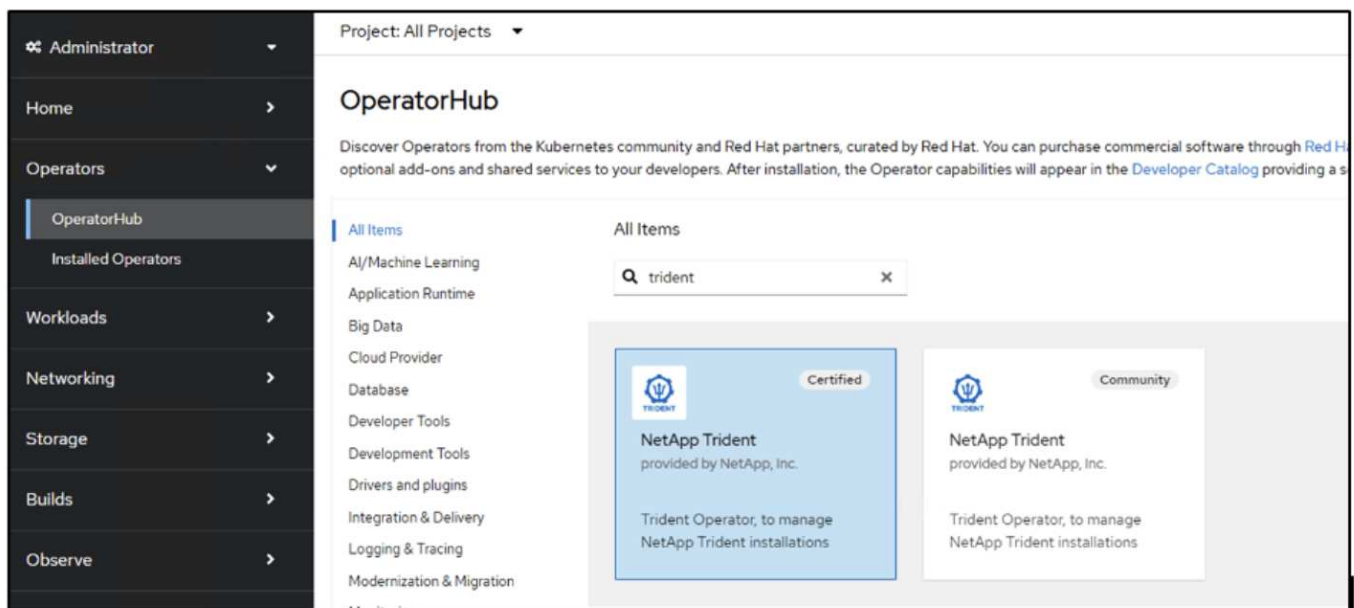 Administrator
Home
Operators
OperatorHub
Installed Operators
Workloads
Networking
Storage
Builds
Observe
Project: All Projects
OperatorHub
Discover Operators from the Kubernetes community and Red Hat partners, curated by Red Hat. You can purchase commercial software through Red
optional add-ons and shared services to your developers. After installation, the Operator capabilities will appear in the Developer Catalog providing a
All Items
AI/Machine Learning
Application Runtime
Big Data
Cloud Provider
Database
Developer Tools
Development Tools
Drivers and plugins
Integration & Delivery
Logging & Tracing
Modernization & Migration
All Items
trident
Certified
TRIDENT
NetApp Trident
provided by NetApp, Inc.
Trident Operator, to manage
NetApp Trident installations
Community
TRIDENT
NetApp Trident
provided by NetApp, Inc.
Trident Operator, to manage
NetApp Trident installations